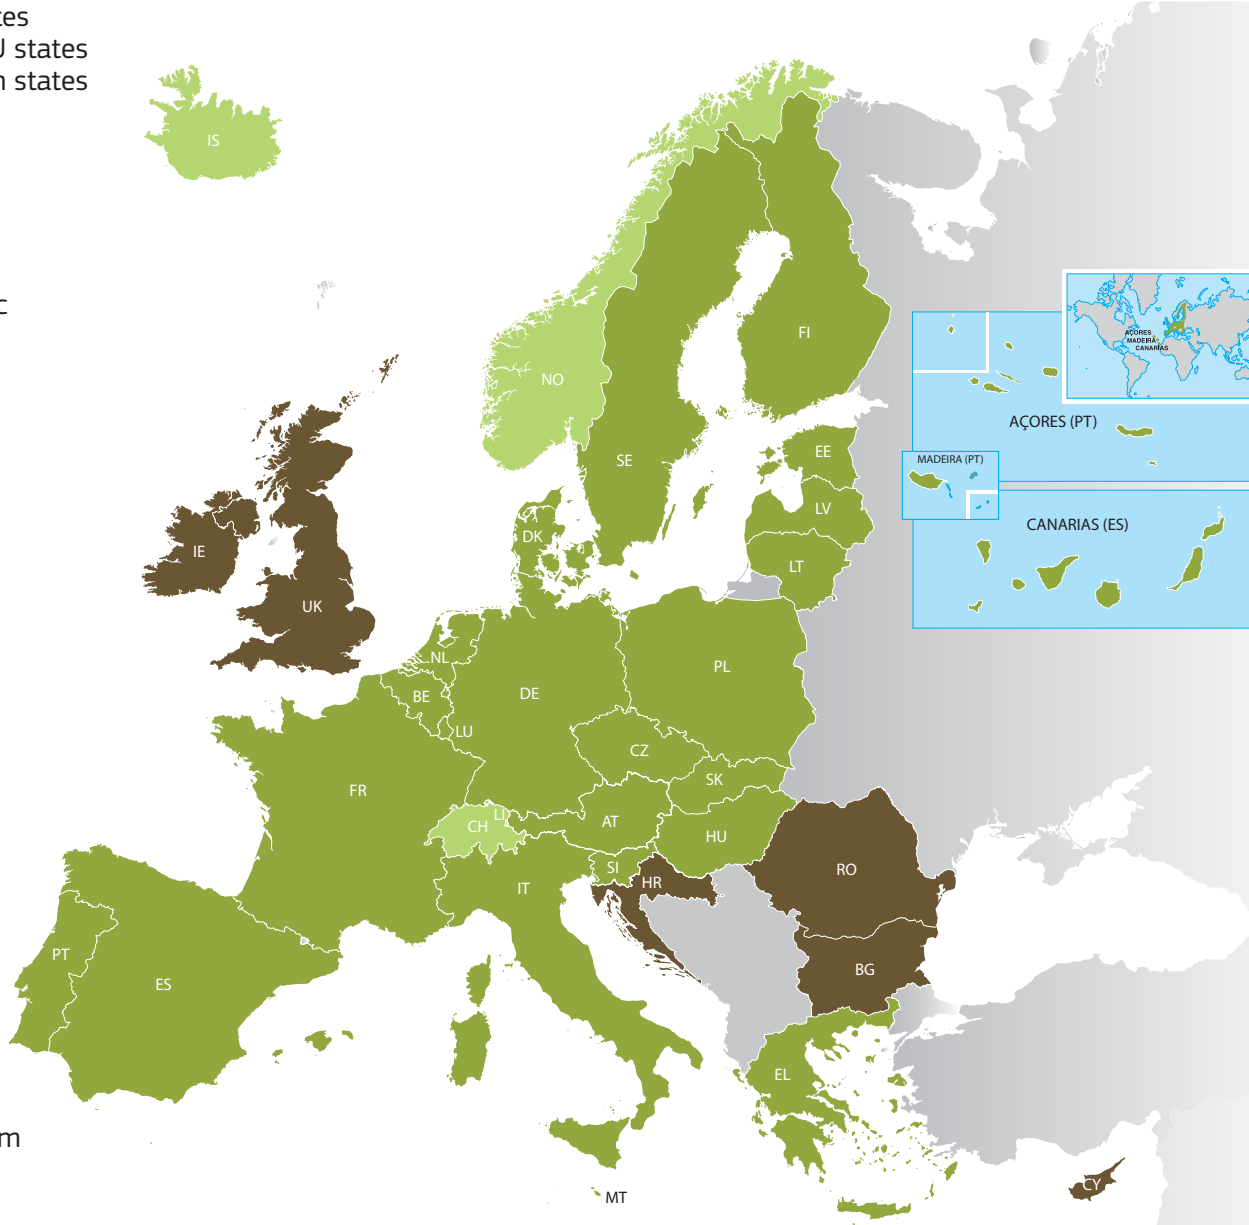 tes
U states
n states
IS
c
NO
FI
SE
EE
LV
LT
DK
IE
UK
NL
BE
LU
DE
PL
CZ
SK
FR
CH
LI
AT
HU
SI
HR
RO
IT
PT
ES
BG
EL
m
MT
CY
AÇORES
MADEIRA
CANARIAS
AÇORES (PT)
MADEIRA (PT)
CANARIAS (ES)